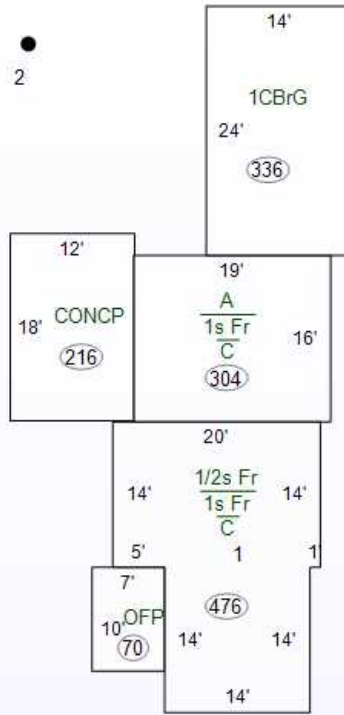 14'
1CBrG
24'
336
2
12'
18'
CONCP
216
19'
A
1s Fr
C
16'
304
20'
14'
1/2s Fr
1s Fr
C
14'
5'
1
1'
7'
10'
OFP
70
476
14'
14'
14'